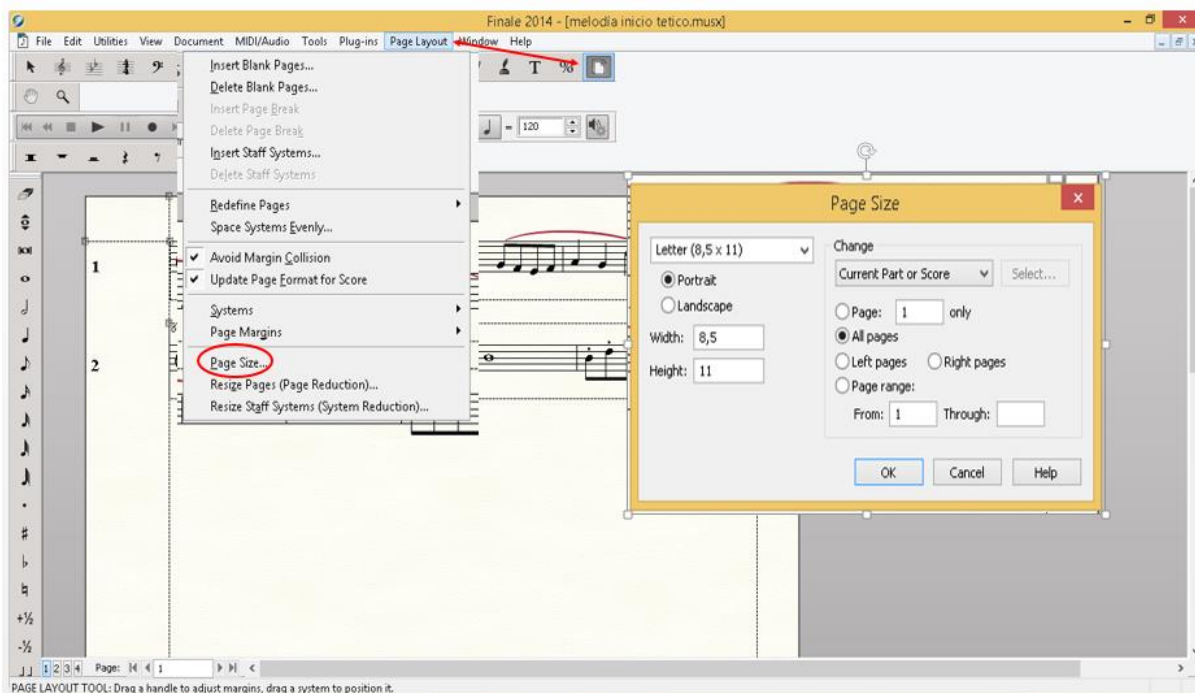 Finale 2014 - [melodía inicio tetico.musx]
File Edit Utilities View Document MIDI/Audio Tools Plug-ins Page Layout Window Help
T %
= 120
Insert Blank Pages...
Delete Blank Pages...
Insert Page Break
Delete Page Break
Insert Staff Systems...
Delete Staff Systems
Redefine Pages
Space Systems Evenly...
Avoid Margin Collision
Update Page Format for Score
Systems
Page Margins
Page Size...
Resize Pages (Page Reduction)...
Resize Staff Systems (System Reduction)...
1
2
8
Page Size
Letter (8,5 x 11)
Portrait
Landscape
Width: 8,5
Height: 11
Change
Current Part or Score Select...
Page: 1 only
All pages
Left pages Right pages
Page range:
From: 1 Through:
OK Cancel Help
+½
-½
1 2 3 4 Page: 1
PAGE LAYOUT TOOL: Drag a handle to adjust margins, drag a system to position it.